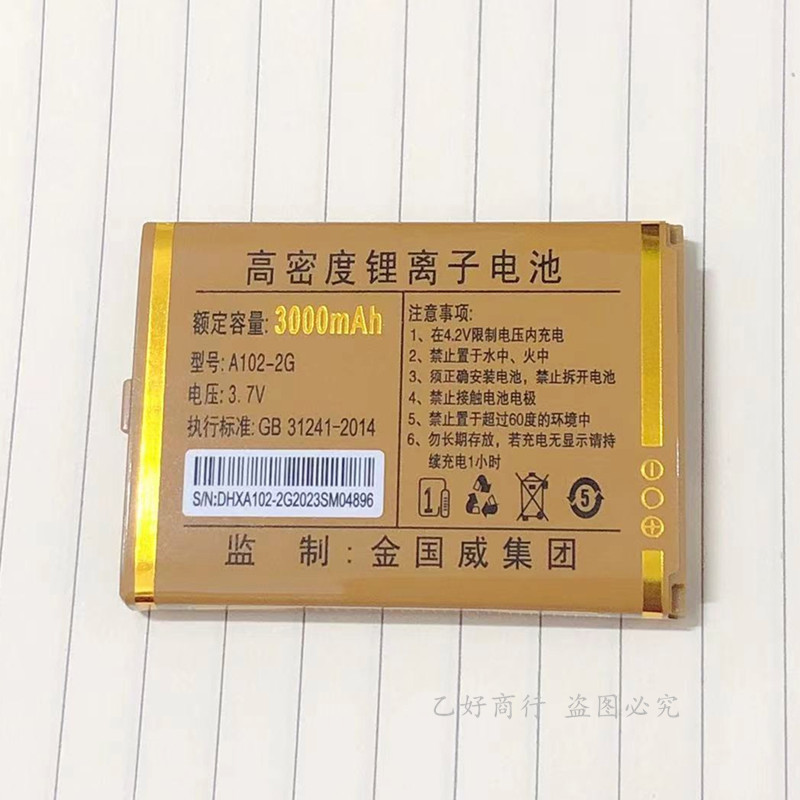 高密度锂离子电池
额定容量: 3000mAh
型号: A102-2G
电压: 3.7V
执行标准: GB 31241-2014
S/N:DHXA102-2G2023SM04896
注意事项:
1、在4.2V限制电压内充电
2、禁止置于水中、火中
3、须正确安装电池，禁止拆开电池
4、禁止接触电池电极
5、禁止置于超过60度的环境中
6、勿长期存放，若充电无显示请持
续充电1小时
1
5
监 制: 金国威集团
乙好商行 盗图必究